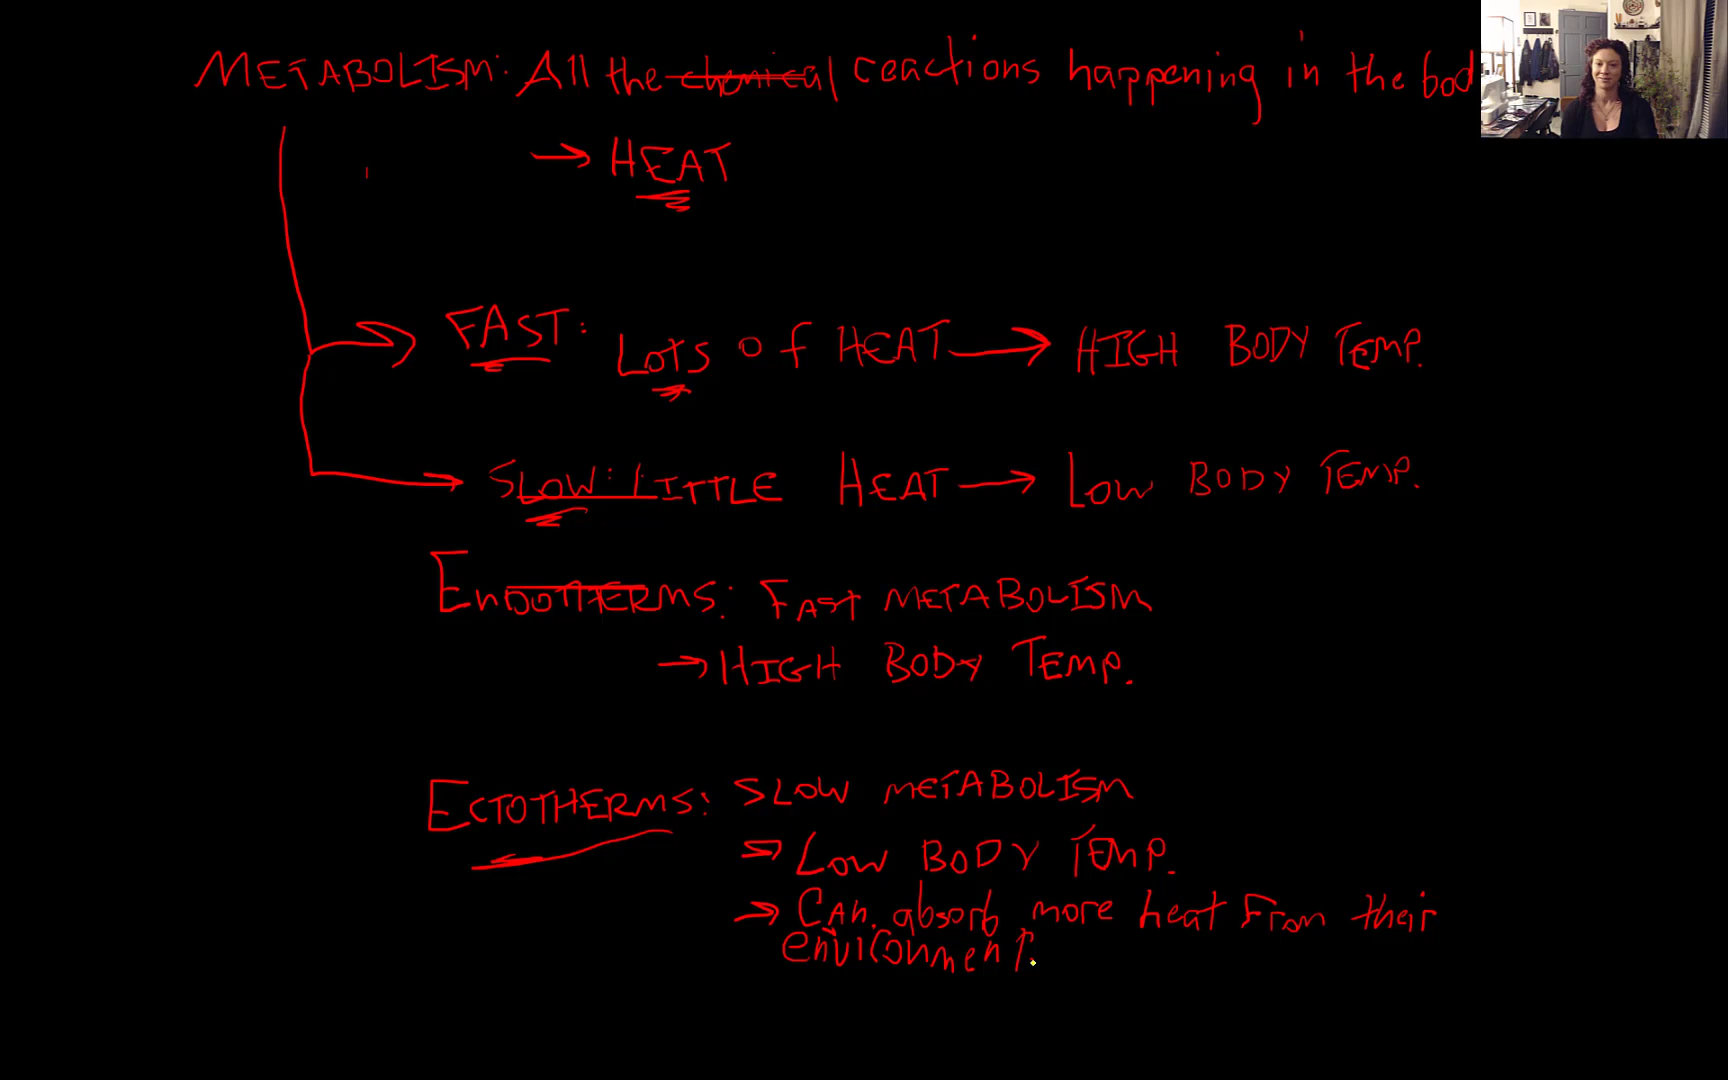 METABOLISM: All the chemical reactions happening in the bod
→ HEAT
FAST: LOTS of HEAT → HIGH BODY TEMP.
SLOW: LITTLE HEAT → LOW BODY TEMP.
ENDOTHERMS: FAST METABOLISM
→ HIGH BODY TEMP.
ECTOTHERMS: SLOW METABOLISM
→ LOW BODY TEMP.
→ CAN absorb more heat From their
environment.